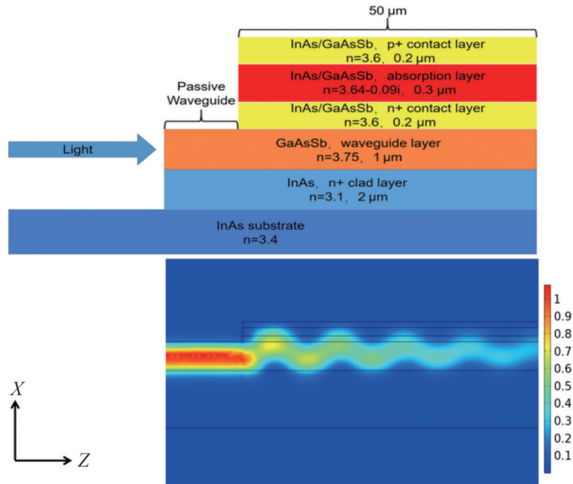 50 μm
InAs/GaAsSb、p+ contact layer
n=3.6、0.2 μm
InAs/GaAsSb、absorption layer
n=3.64-0.09i、0.3 μm
Passive
Waveguide
InAs/GaAsSb、n+ contact layer
n=3.6、0.2 μm
Light
GaAsSb、waveguide layer
n=3.75、1 μm
InAs、n+ clad layer
n=3.1、2 μm
InAs substrate
n=3.4
1
0.9
0.8
0.7
0.6
0.5
0.4
0.3
0.2
0.1
X
Z